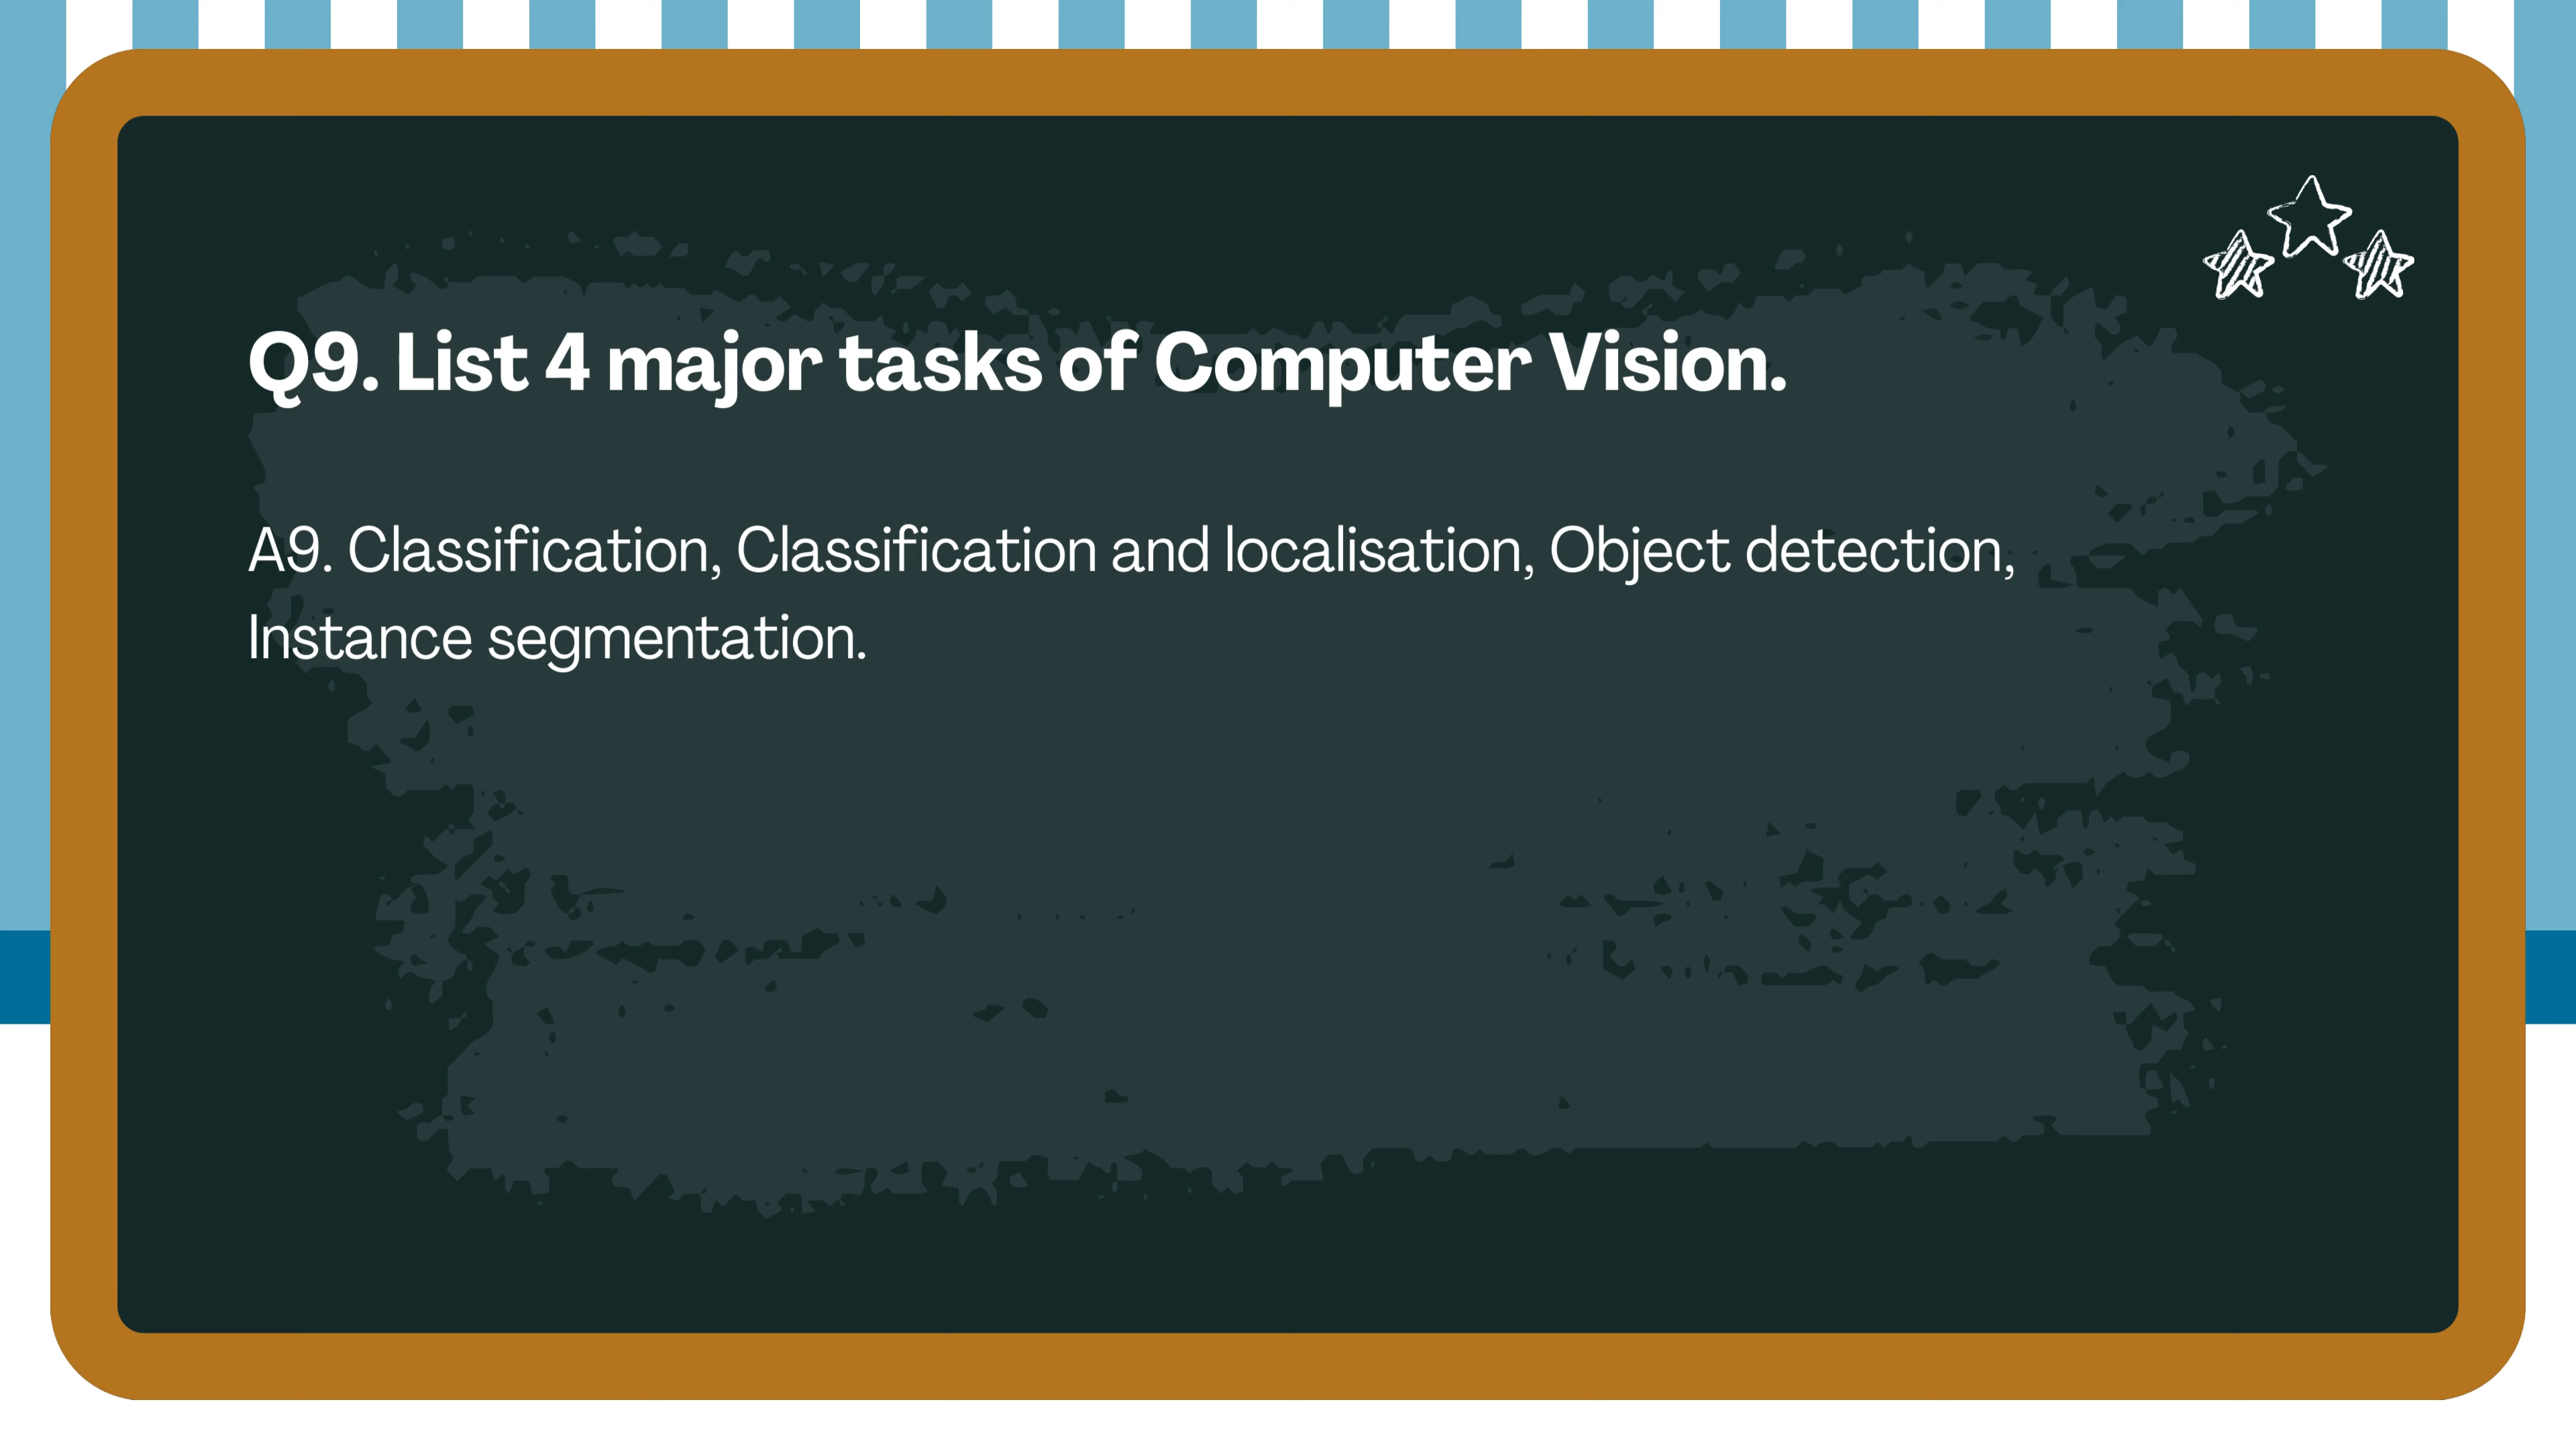 Q9. List 4 major tasks of Computer Vision.
A9. Classification, Classification and localisation, Object detection,
Instance segmentation.